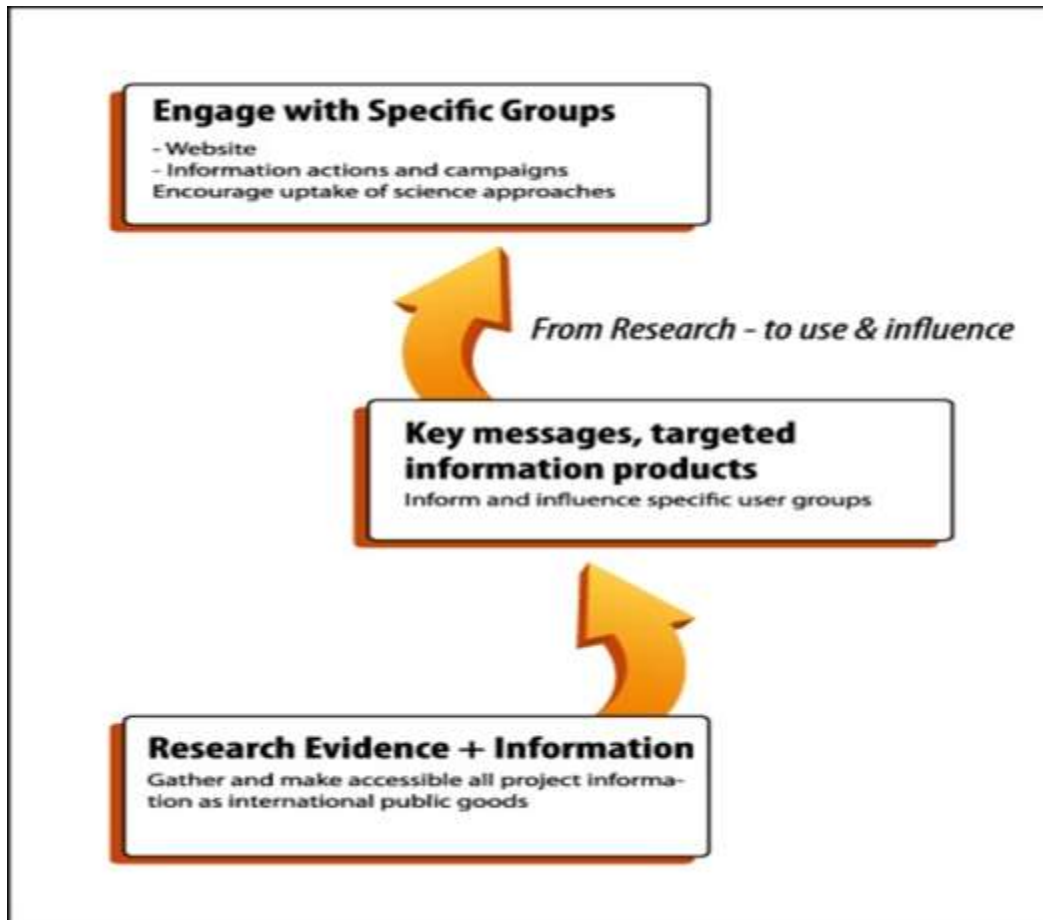 Engage with Specific Groups
- Website
- Information actions and campaigns
Encourage uptake of science approaches
From Research - to use & influence
Key messages, targeted
information products
Inform and influence specific user groups
Research Evidence + Information
Gather and make accessible all project informa-
tion as international public goods